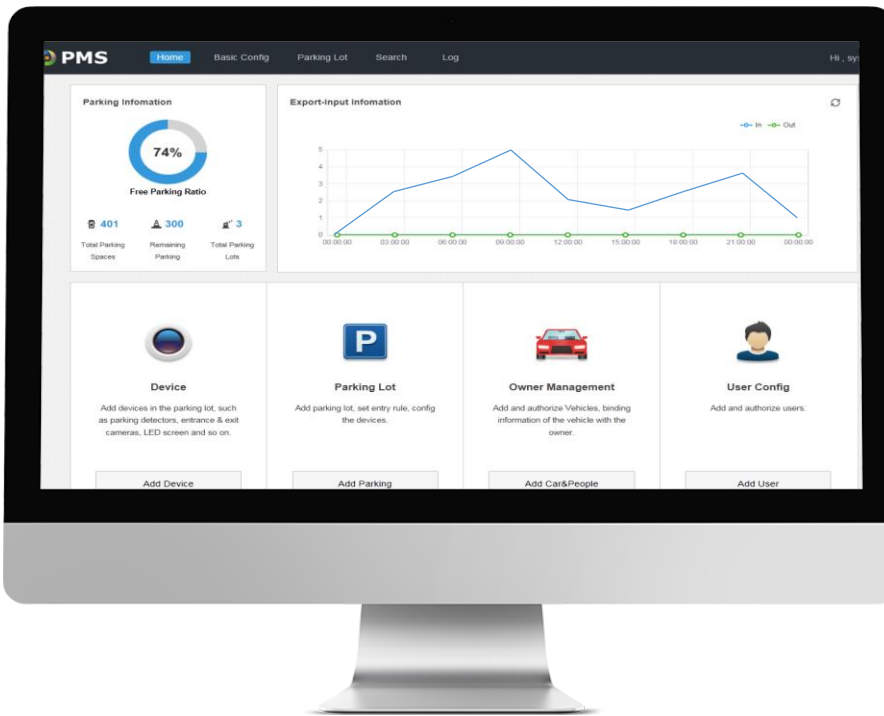 PMS Home Basic Config Parking Lot Search Log Hi , sy
Parking Infomation
74%
Free Parking Ratio
401 300 3
Total Parking Spaces
Remaining Parking
Total Parking Lots
Export-Input Infomation
In Out
5
4
3
2
1
0
00:00:00 03:00:00 06:00:00 09:00:00 12:00:00 15:00:00 18:00:00 21:00:00 00:00:00
P
Device
Add devices in the parking lot, such
as parking detectors, entrance & exit
cameras, LED screen and so on.
Add Device
Parking Lot
Add parking lot, set entry rule, config
the devices.
Add Parking
Owner Management
Add and authorize Vehicles, binding
information of the vehicle with the
owner.
Add Car&People
User Config
Add and authorize users.
Add User